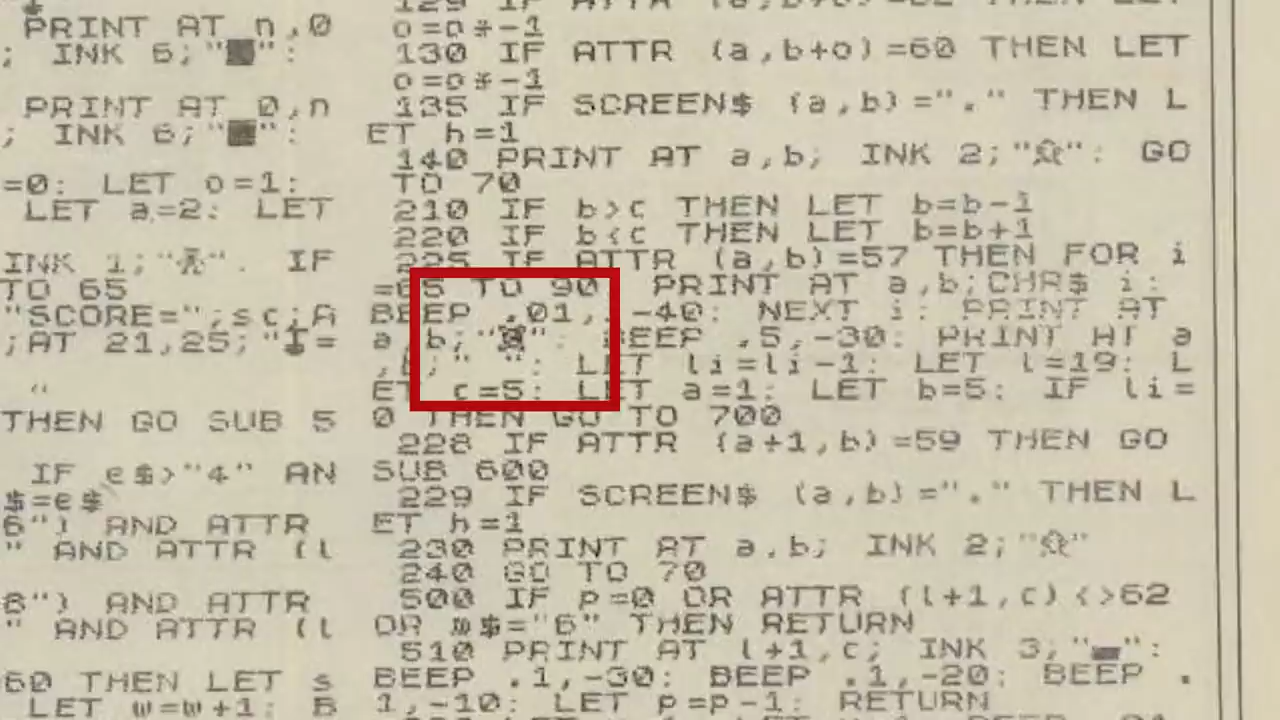 PRINT AT n,0
; INK 6;"■":
PRINT AT 0,n
; INK 6;"■":
=0: LET o=1:
LET a=2: LET
INK 1;" ". IF
TO 65
"SCORE=";sc;A
;AT 21,25;" =
"
THEN GO SUB 5
IF e$>"4" AN
$=e$
6") AND ATTR
" AND ATTR (l
6") AND ATTR
" AND ATTR (l
60 THEN LET s
LET w=w+1: B
129 IF ATTR (a,b+o)=62 THEN LET
o=o*-1
130 IF ATTR (a,b+o)=60 THEN LET
o=o*-1
135 IF SCREEN$ (a,b)="." THEN L
ET h=1
140 PRINT AT a,b; INK 2;" ": GO
TO 70
210 IF b>c THEN LET b=b-1
220 IF b<c THEN LET b=b+1
225 IF ATTR (a,b)=57 THEN FOR i
=65 TO 90: PRINT AT a,b;CHR$ i:
BEEP .01, -40: NEXT i: PRINT AT
a b;" ": BEEP .5,-30: PRINT AT a
,b;" ": LET li=li-1: LET l=19: L
ET c=5: LET a=1: LET b=5: IF li=
0 THEN GO TO 700
228 IF ATTR (a+1,b)=59 THEN GO
SUB 600
229 IF SCREEN$ (a,b)="." THEN L
ET h=1
230 PRINT AT a,b; INK 2;" "
240 GO TO 70
500 IF p=0 OR ATTR (l+1,c)<>62
OR w$="6" THEN RETURN
510 PRINT AT l+1,c; INK 3;"▄":
BEEP .1,-30: BEEP .1,-20: BEEP .
1,-10: LET p=p-1: RETURN